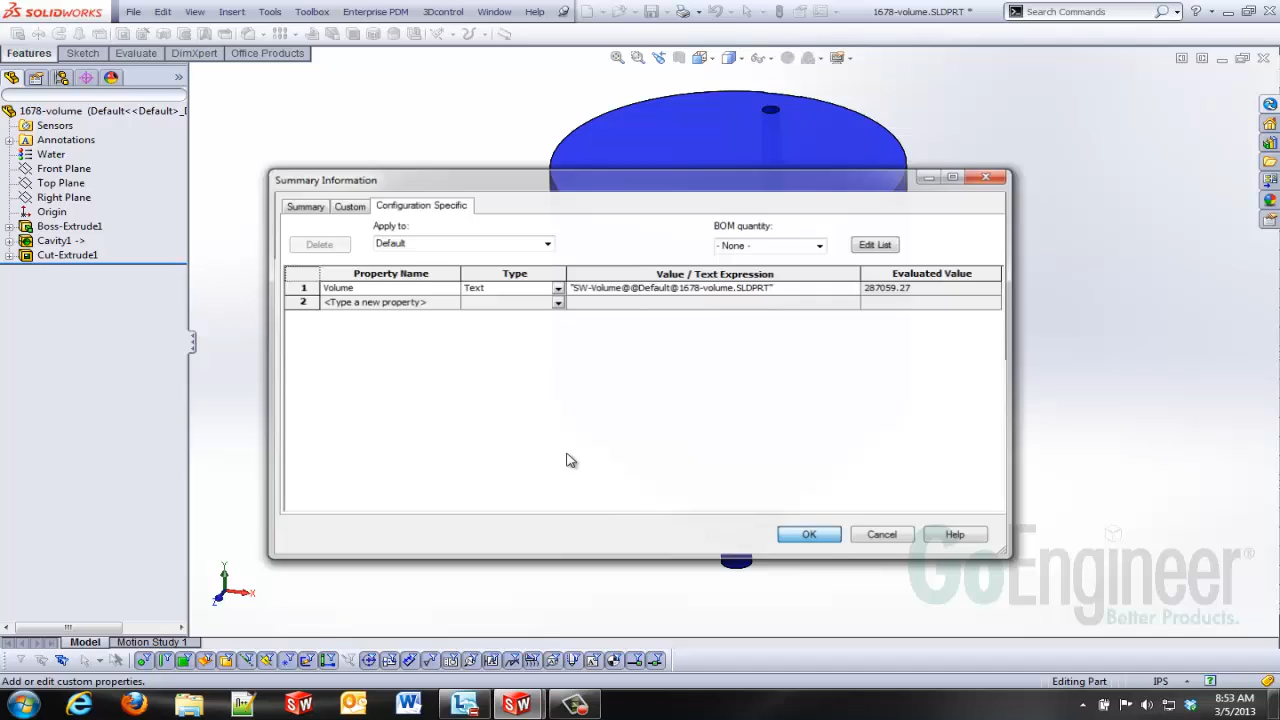 SOLIDWORKS File Edit View Insert Tools Toolbox Enterprise PDM 3Dcontrol Window Help 1678-volume.SLDPRT * Search Commands
Features Sketch Evaluate DimXpert Office Products
1678-volume (Default<<Default>_D
Sensors
Annotations
Water
Front Plane
Top Plane
Right Plane
Origin
Boss-Extrude1
Cavity1 ->
Cut-Extrude1
Summary Information
Summary Custom Configuration Specific
Apply to: BOM quantity:
Delete Default - None - Edit List
Property Name Type Value / Text Expression Evaluated Value
1 Volume Text "SW-Volume@@Default@1678-volume.SLDPRT" 287059.27
2 <Type a new property>
OK Cancel Help
GoEngineer®
Better Products.
Y
X
Z
Model Motion Study 1
Add or edit custom properties. Editing Part IPS
8:53 AM
3/5/2013